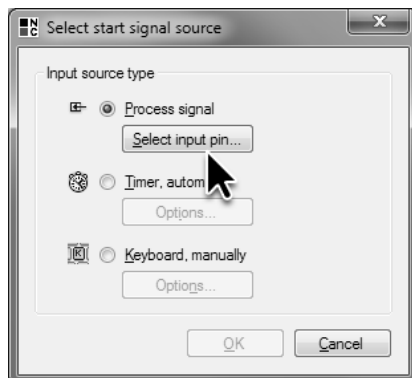 Select start signal source
Input source type
Process signal
Select input pin...
Timer, autom
Options...
Keyboard, manually
Options...
OK
Cancel